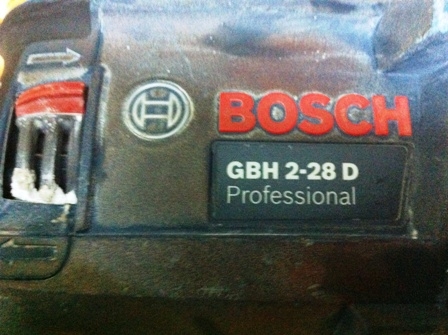 BOSCH
GBH 2-28 D
Professional